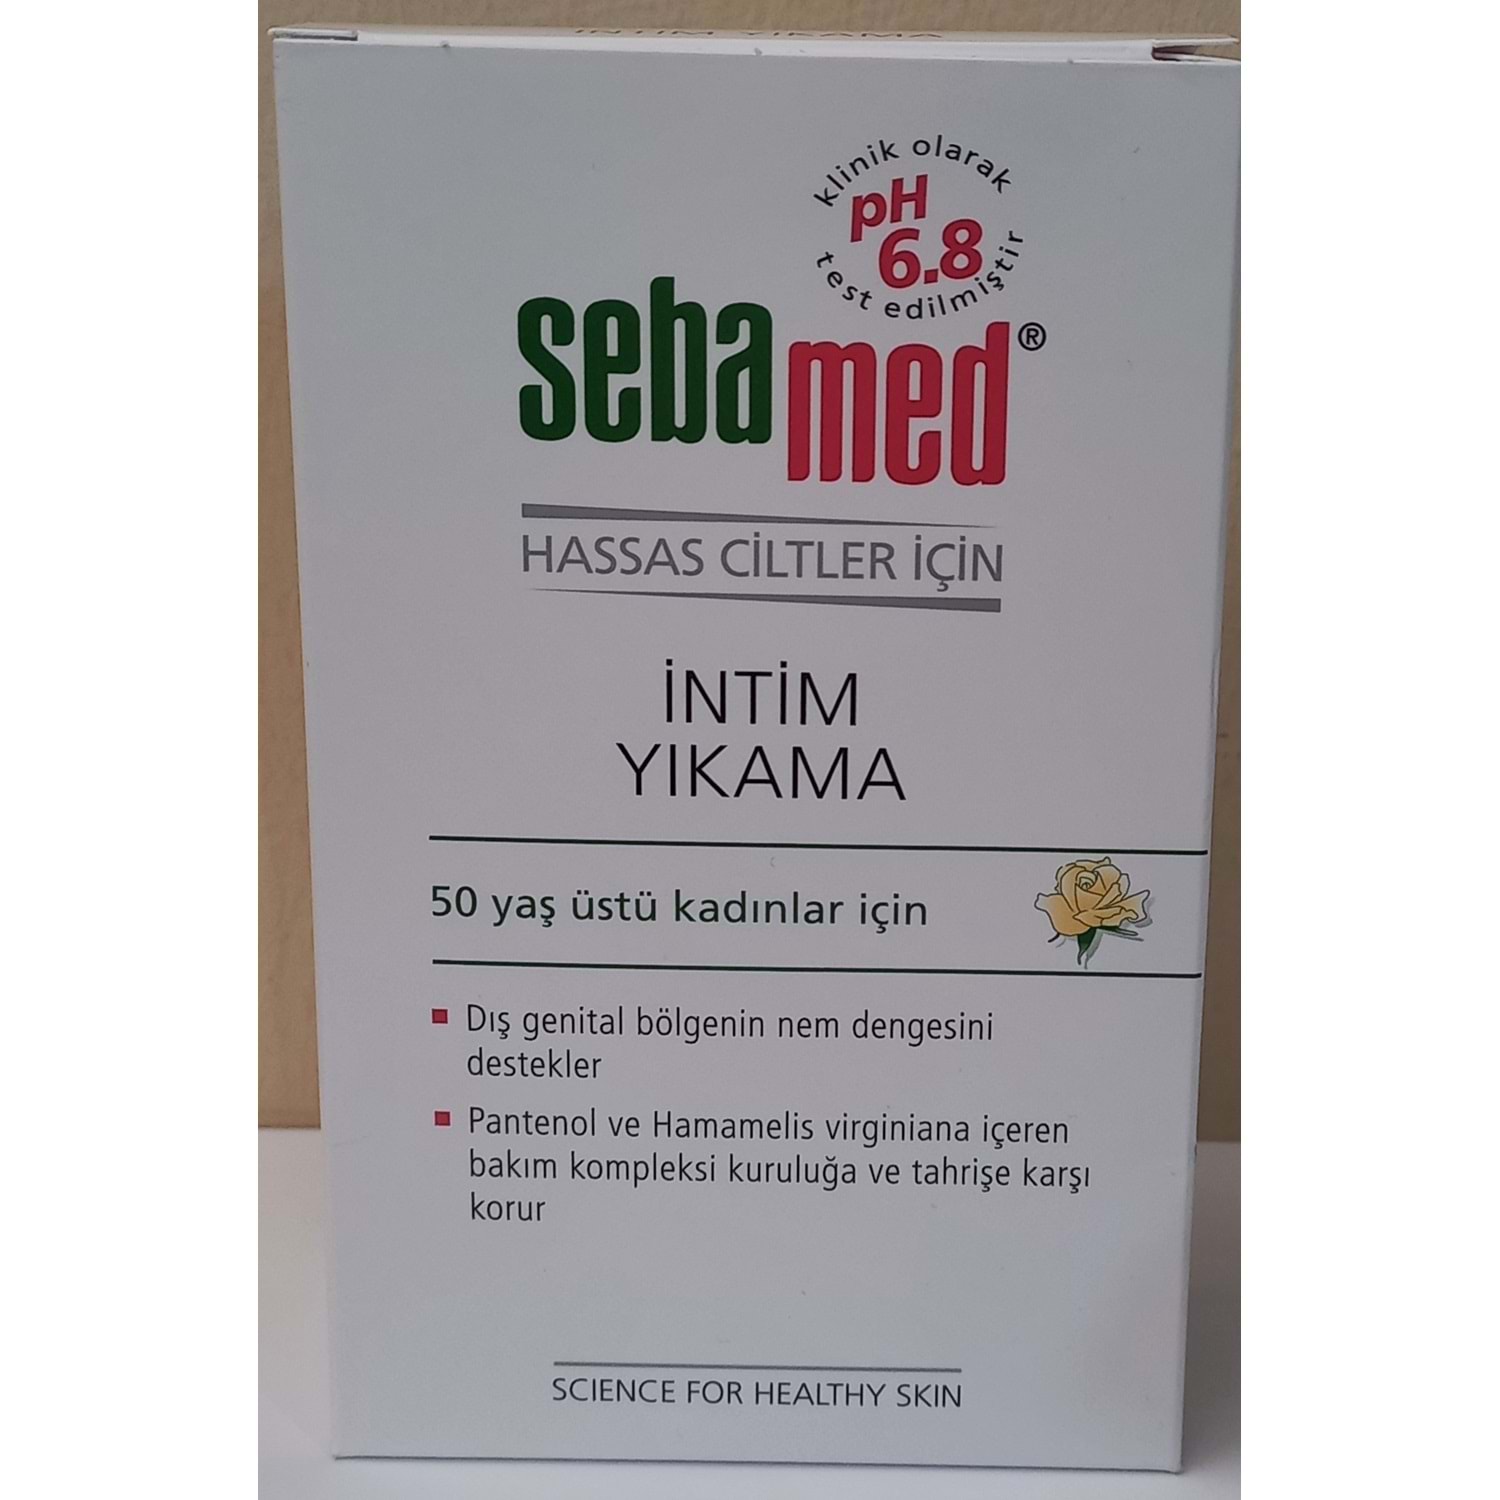 İNTİM YIKAMA
klinik olarak
pH
6.8
test edilmiştir
sebamed®
HASSAS CİLTLER İÇİN
İNTİM
YIKAMA
50 yaş üstü kadınlar için
Dış genital bölgenin nem dengesini
destekler
Pantenol ve Hamamelis virginiana içeren
bakım kompleksi kuruluğa ve tahrişe karşı
korur
SCIENCE FOR HEALTHY SKIN